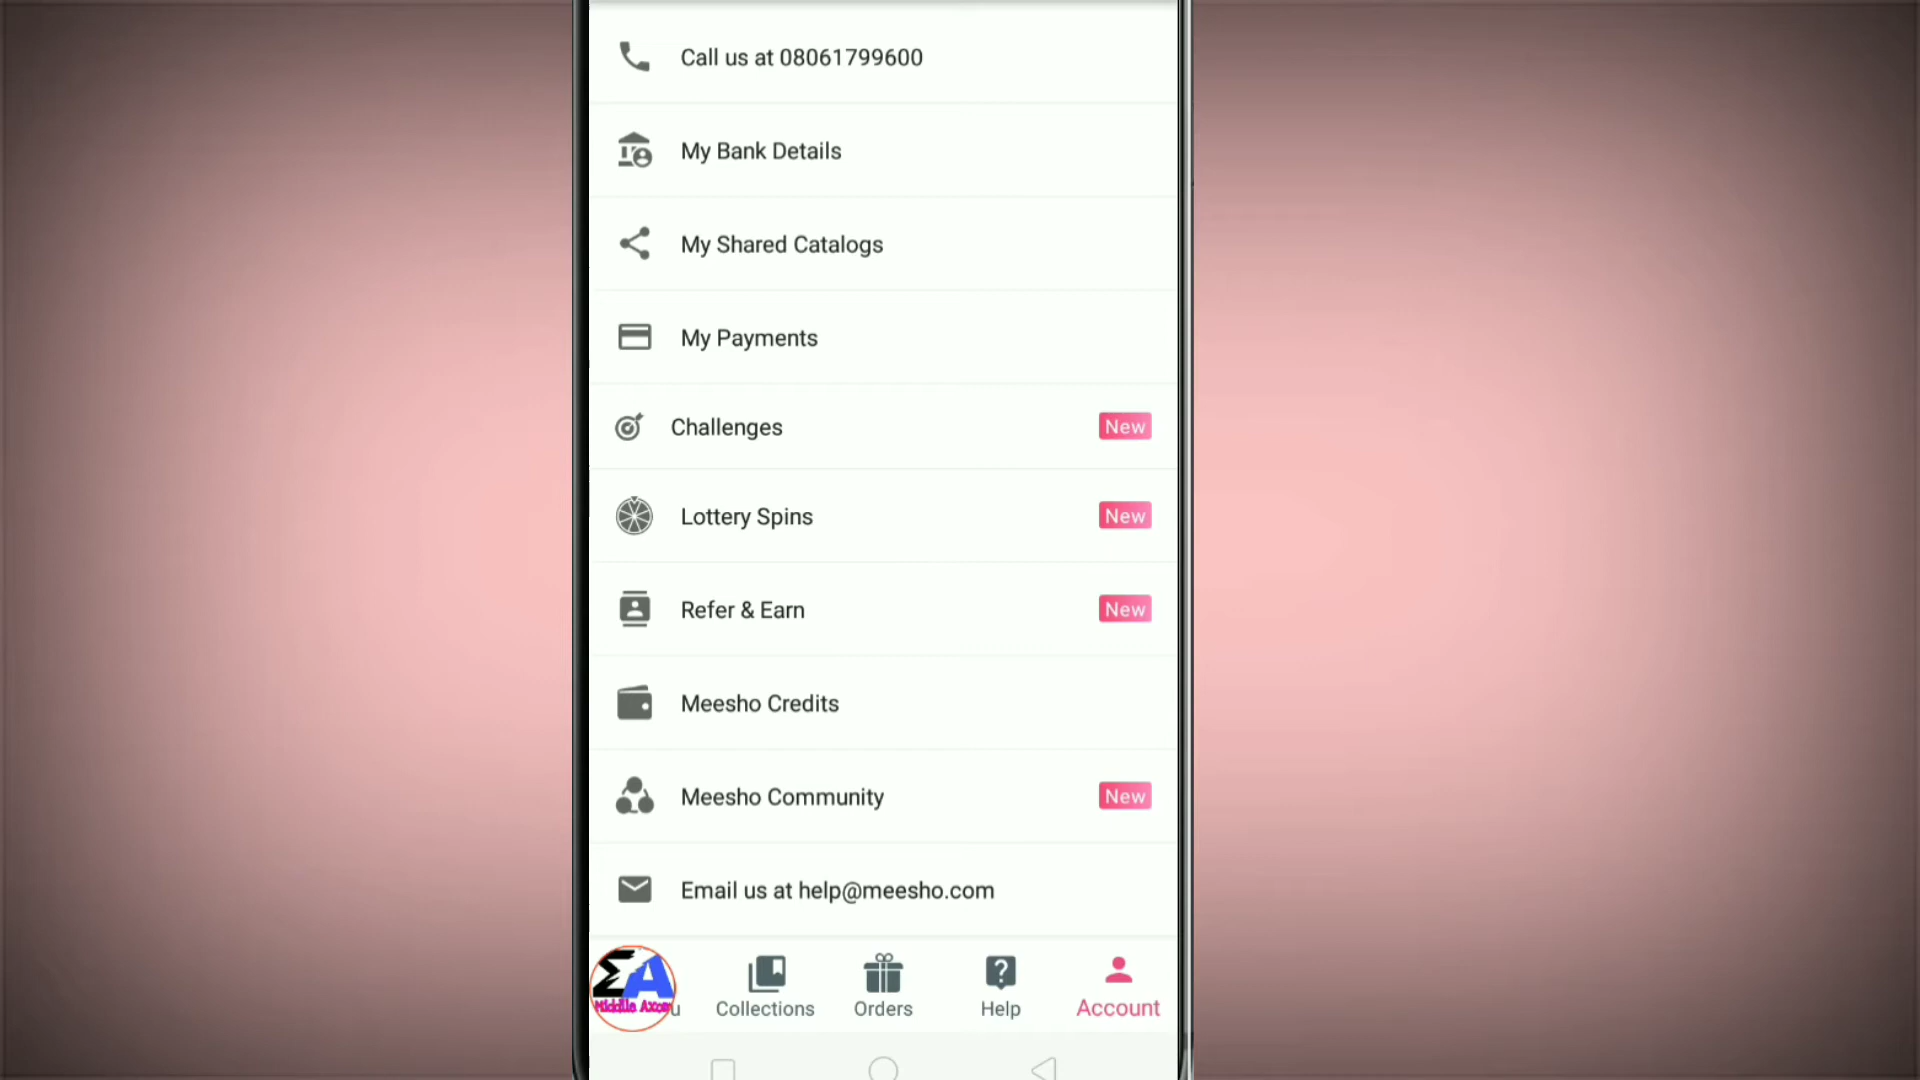 Call us at 08061799600
My Bank Details
My Shared Catalogs
My Payments
Challenges New
Lottery Spins New
Refer & Earn New
Meesho Credits
Meesho Community New
Email us at help@meesho.com
Collections Orders Help Account